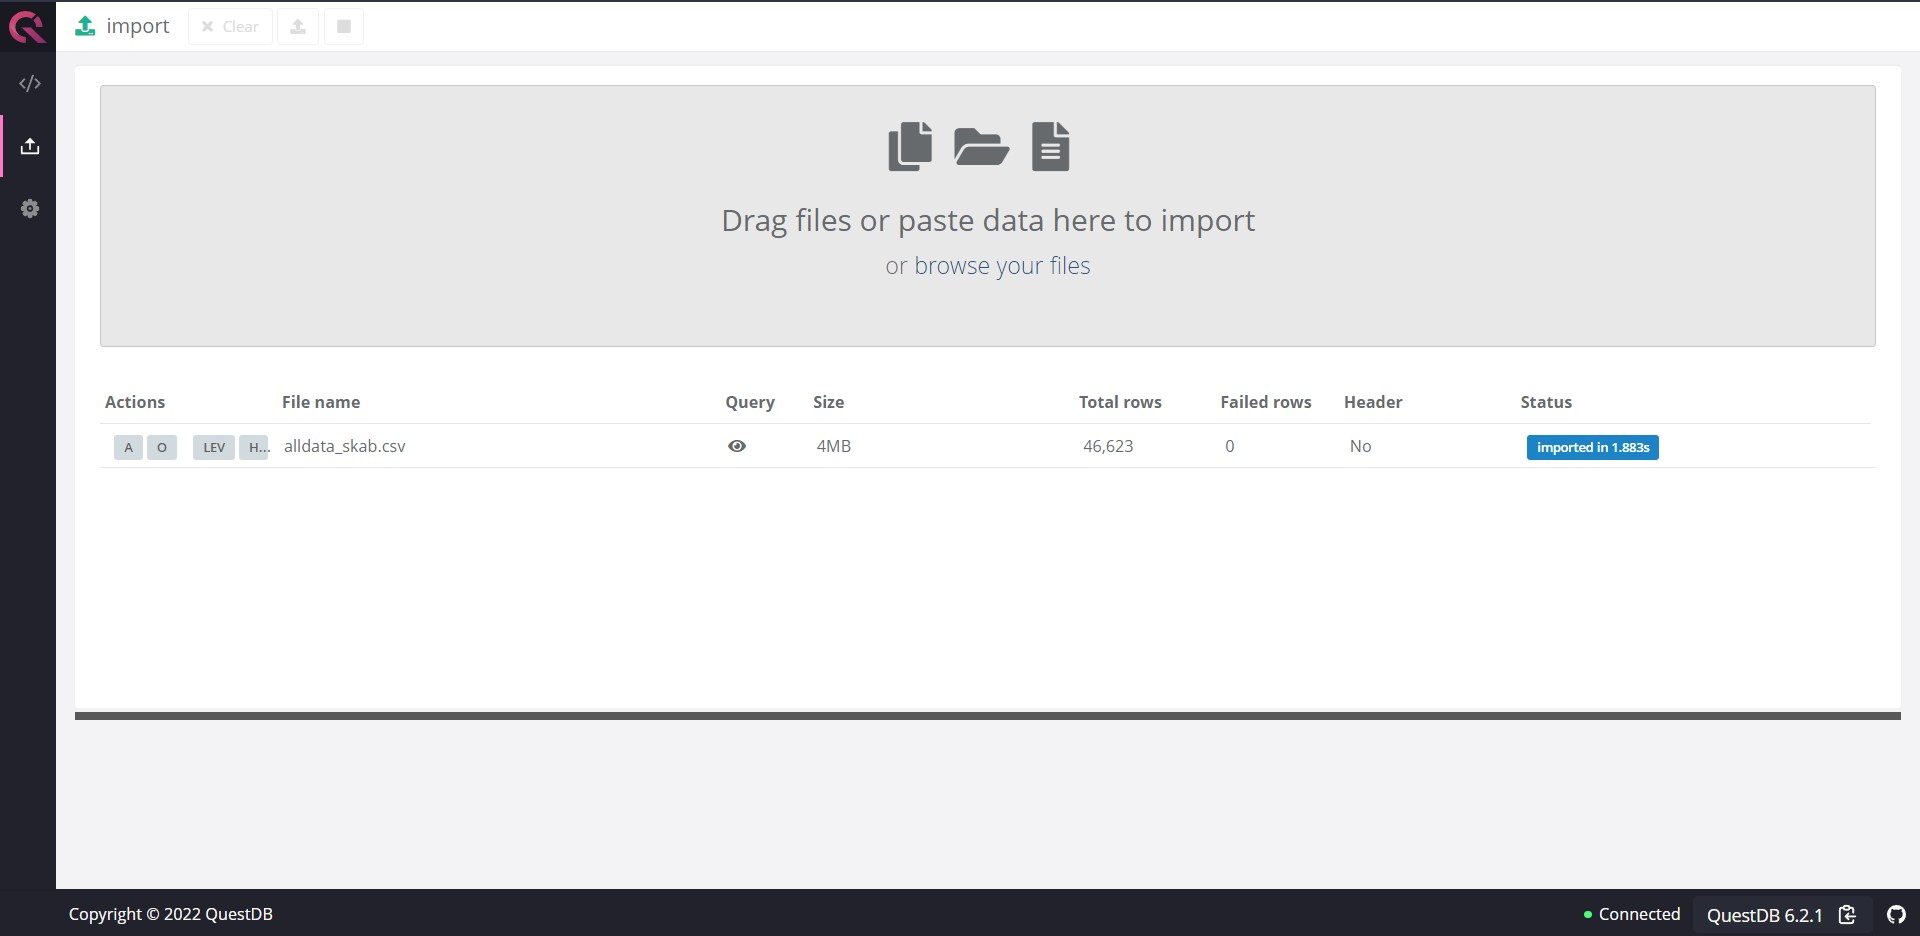 import
Clear
Drag files or paste data here to import
or browse your files
Actions File name Query Size Total rows Failed rows Header Status
A O LEV H... alldata_skab.csv 4MB 46,623 0 No imported in 1.883s
Copyright © 2022 QuestDB Connected QuestDB 6.2.1